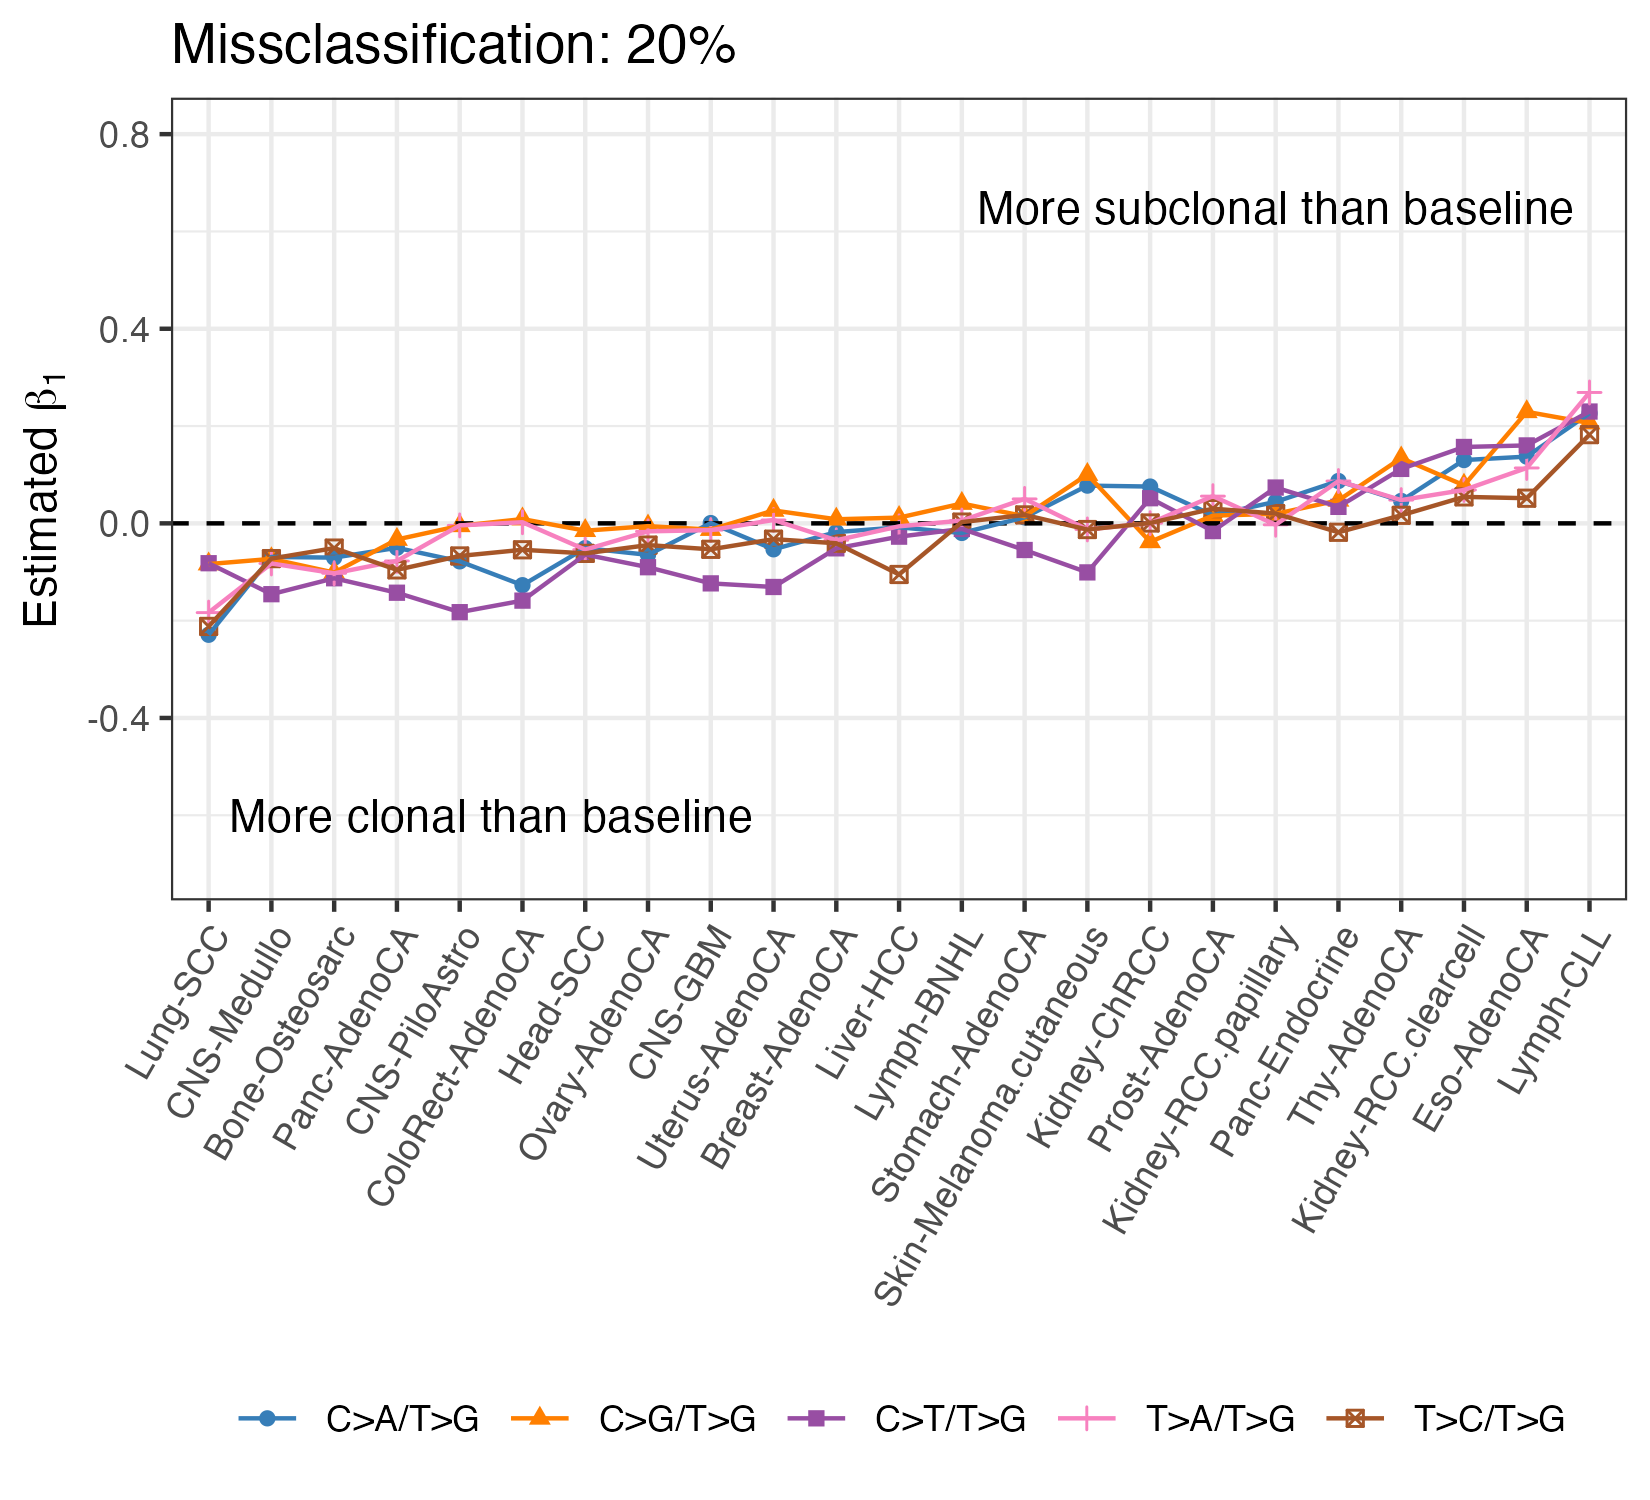 Missclassification: 20%
Estimated β1
0.8
0.4
0.0
-0.4
More subclonal than baseline
More clonal than baseline
Lung-SCC
CNS-Medullo
Bone-Osteosarc
Panc-AdenoCA
CNS-PiloAstro
ColoRect-AdenoCA
Head-SCC
Ovary-AdenoCA
CNS-GBM
Uterus-AdenoCA
Breast-AdenoCA
Liver-HCC
Lymph-BNHL
Stomach-AdenoCA
Skin-Melanoma.cutaneous
Kidney-ChRCC
Prost-AdenoCA
Kidney-RCC.papillary
Panc-Endocrine
Thy-AdenoCA
Kidney-RCC.clearcell
Eso-AdenoCA
Lymph-CLL
C>A/T>G C>G/T>G C>T/T>G T>A/T>G T>C/T>G